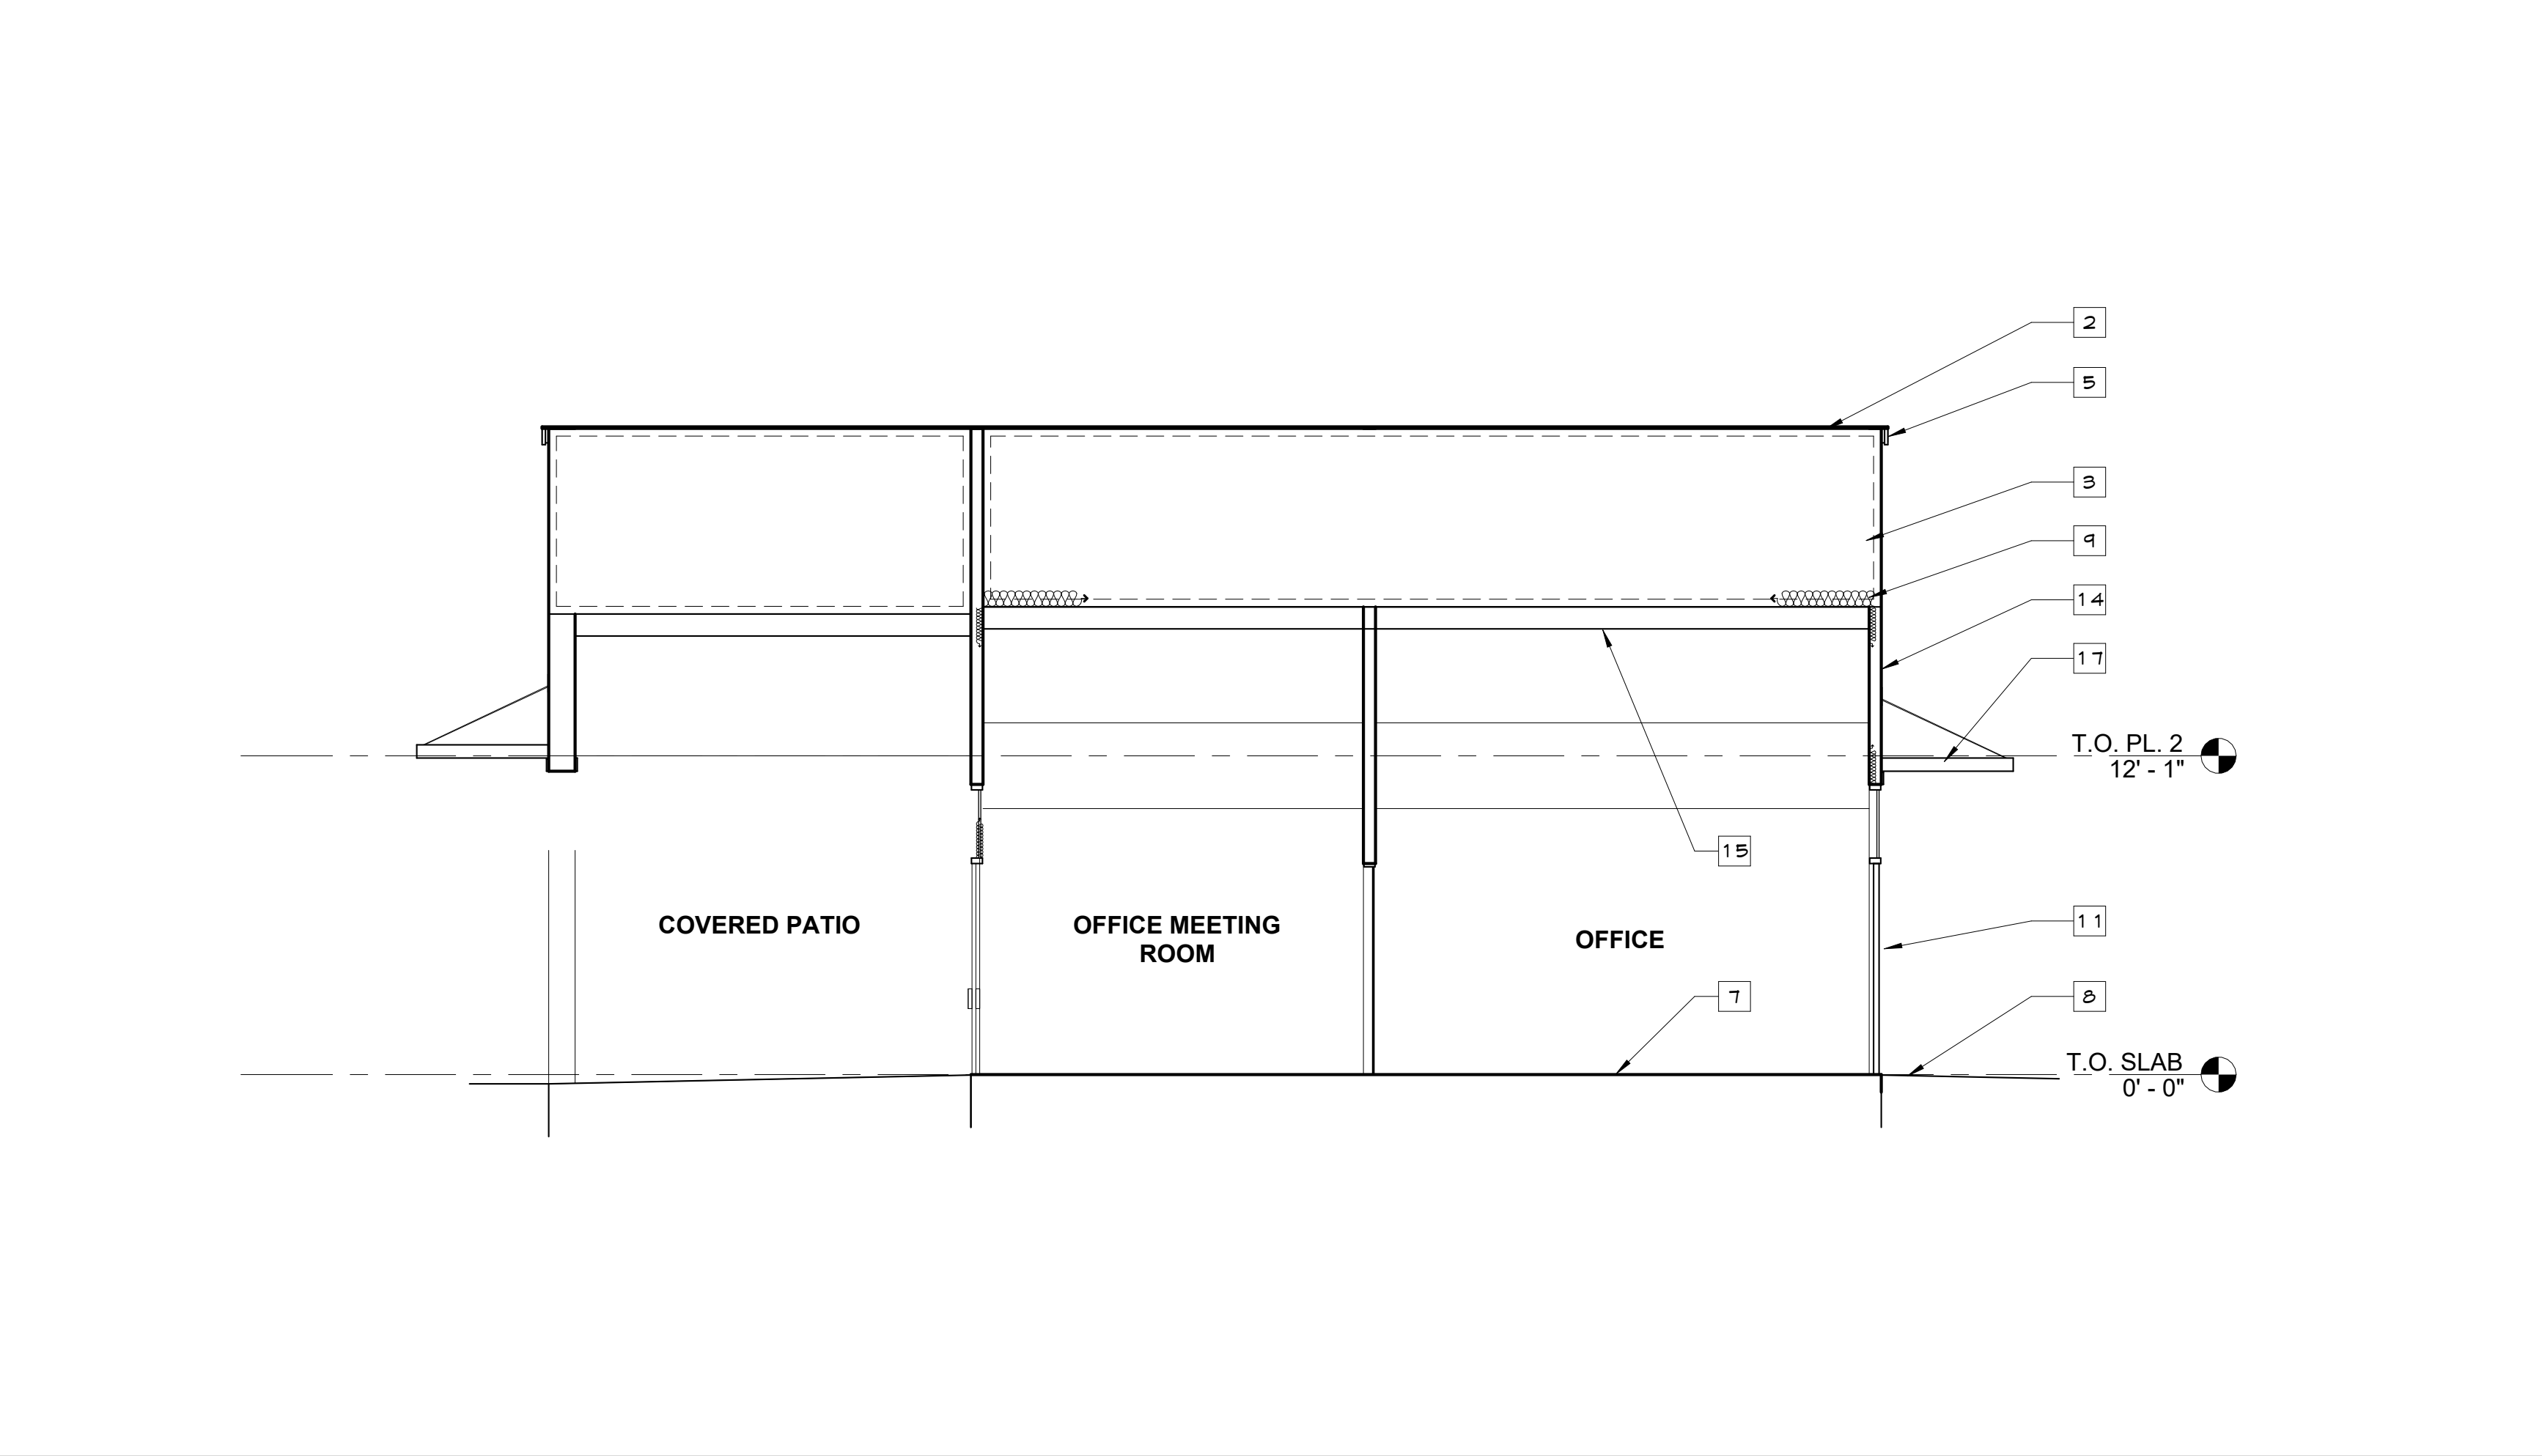 2
5
3
9
14
17
T.O. PL. 2
12' - 1"
15
COVERED PATIO
OFFICE MEETING
ROOM
OFFICE
11
7
8
T.O. SLAB
0' - 0"